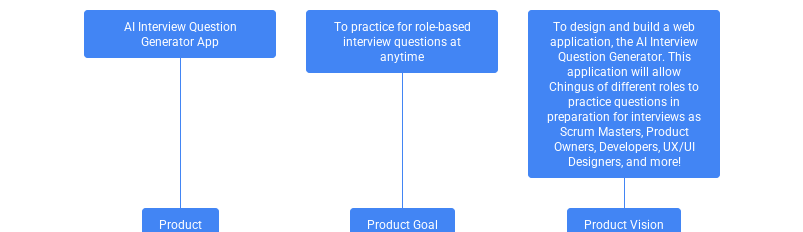 AI Interview Question
Generator App
To practice for role-based
interview questions at
anytime
To design and build a web
application, the AI Interview
Question Generator. This
application will allow
Chingus of different roles to
practice questions in
preparation for interviews as
Scrum Masters, Product
Owners, Developers, UX/UI
Designers, and more!
Product
Product Goal
Product Vision